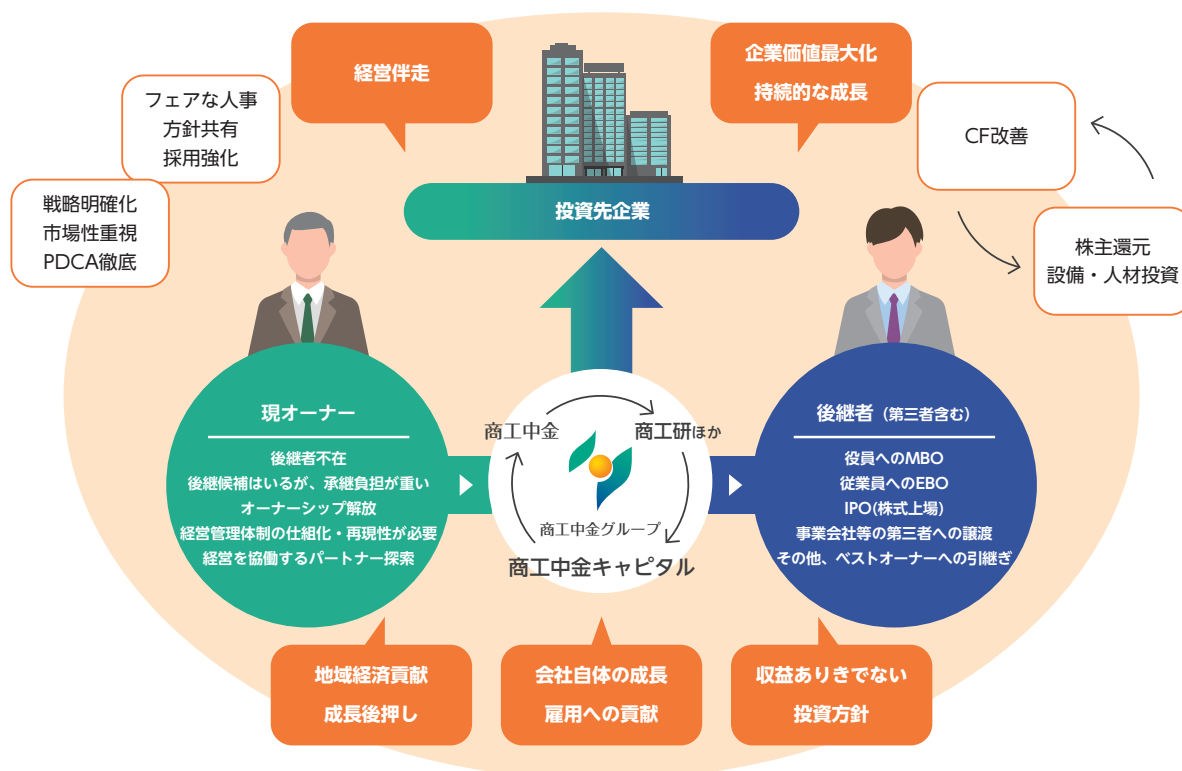 経営伴走
企業価値最大化
持続的な成長
フェアな人事
方針共有
採用強化
戦略明確化
市場性重視
PDCA徹底
CF改善
株主還元
設備・人材投資
投資先企業
現オーナー
後継者不在
後継候補はいるが、承継負担が重い
オーナーシップ解放
経営管理体制の仕組化・再現性が必要
経営を協働するパートナー探索
商工中金
商工研ほか
商工中金グループ
商工中金キャピタル
後継者（第三者含む）
役員へのMBO
従業員へのEBO
IPO(株式上場)
事業会社等の第三者への譲渡
その他、ベストオーナーへの引継ぎ
地域経済貢献
成長後押し
会社自体の成長
雇用への貢献
収益ありきでない
投資方針